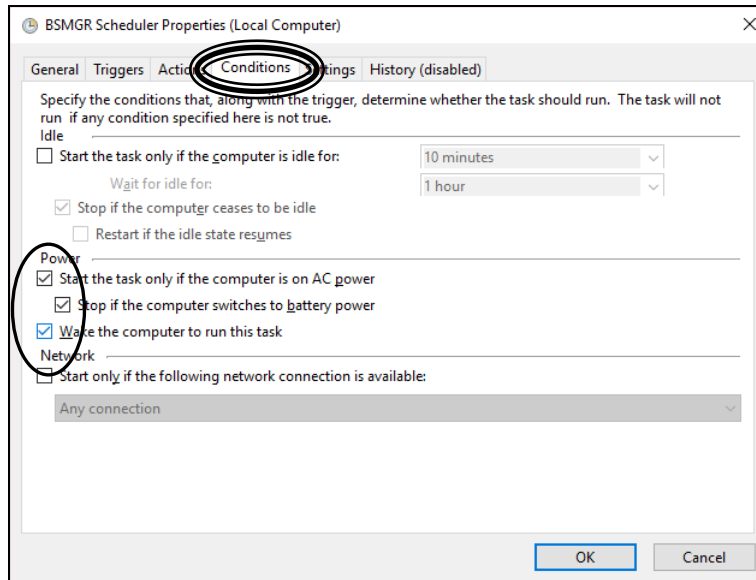 BSMGR Scheduler Properties (Local Computer)
General Triggers Actions Conditions Settings History (disabled)
Specify the conditions that, along with the trigger, determine whether the task should run. The task will not
run if any condition specified here is not true.
Idle
Start the task only if the computer is idle for: 10 minutes
Wait for idle for: 1 hour
Stop if the computer ceases to be idle
Restart if the idle state resumes
Power
Start the task only if the computer is on AC power
Stop if the computer switches to battery power
Wake the computer to run this task
Network
Start only if the following network connection is available:
Any connection
OK Cancel